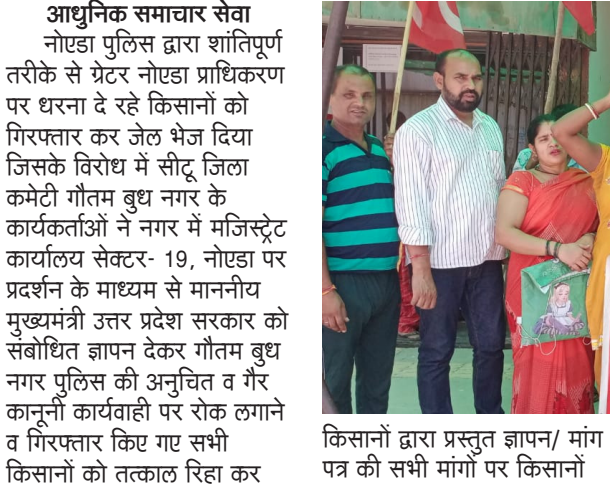 आधुनिक समाचार सेवा
नोएडा पुलिस द्वारा शांतिपूर्ण
तरीके से ग्रेटर नोएडा प्राधिकरण
पर धरना दे रहे किसानों को
गिरफ्तार कर जेल भेज दिया
जिसके विरोध में सीटू जिला
कमेटी गौतम बुध नगर के
कार्यकर्ताओं ने नगर में मजिस्ट्रेट
कार्यालय सेक्टर- 19, नोएडा पर
प्रदर्शन के माध्यम से माननीय
मुख्यमंत्री उत्तर प्रदेश सरकार को
संबोधित ज्ञापन देकर गौतम बुध
नगर पुलिस की अनुचित व गैर
कानूनी कार्यवाही पर रोक लगाने
व गिरफ्तार किए गए सभी
किसानों को तत्काल रिहा कर
किसानों द्वारा प्रस्तुत ज्ञापन/ मांग
पत्र की सभी मांगों पर किसानों